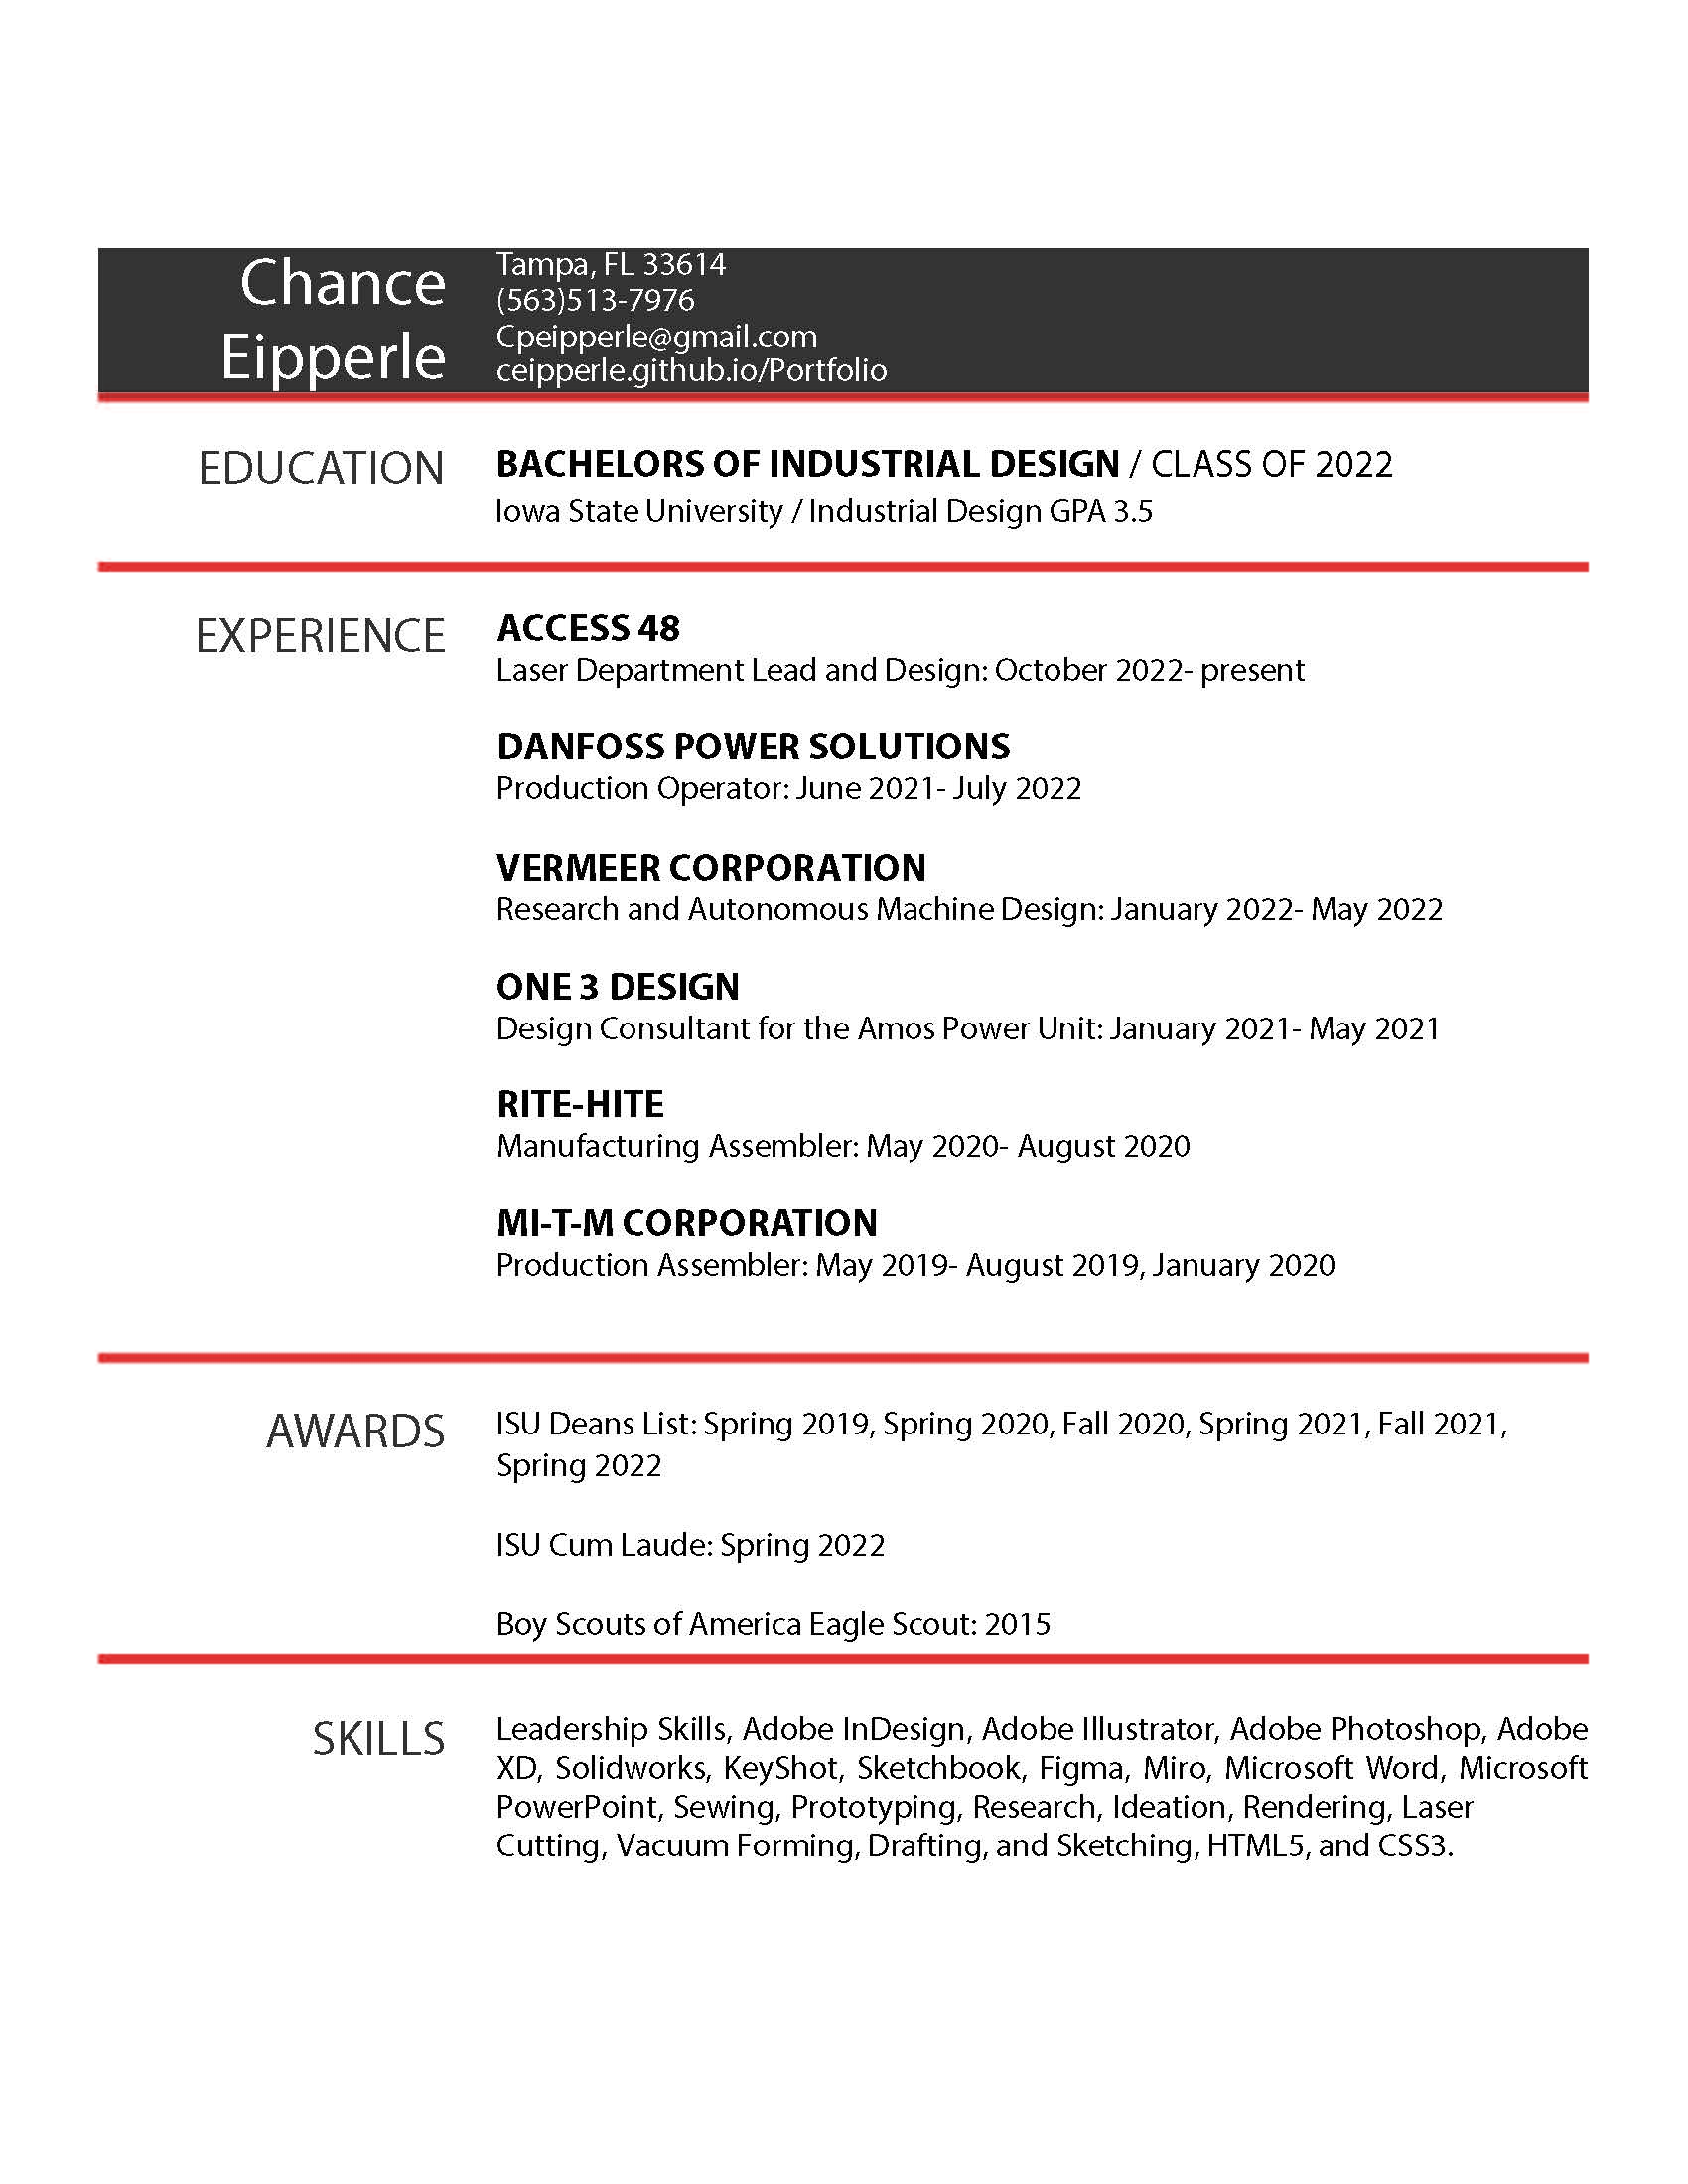 Chance
Eipperle
Tampa, FL 33614
(563)513-7976
Cpeipperle@gmail.com
ceipperle.github.io/Portfolio
EDUCATION
BACHELORS OF INDUSTRIAL DESIGN / CLASS OF 2022
Iowa State University / Industrial Design GPA 3.5
EXPERIENCE
ACCESS 48
Laser Department Lead and Design: October 2022- present
DANFOSS POWER SOLUTIONS
Production Operator: June 2021- July 2022
VERMEER CORPORATION
Research and Autonomous Machine Design: January 2022- May 2022
ONE 3 DESIGN
Design Consultant for the Amos Power Unit: January 2021- May 2021
RITE-HITE
Manufacturing Assembler: May 2020- August 2020
MI-T-M CORPORATION
Production Assembler: May 2019- August 2019, January 2020
AWARDS
ISU Deans List: Spring 2019, Spring 2020, Fall 2020, Spring 2021, Fall 2021,
Spring 2022
ISU Cum Laude: Spring 2022
Boy Scouts of America Eagle Scout: 2015
SKILLS
Leadership Skills, Adobe InDesign, Adobe Illustrator, Adobe Photoshop, Adobe
XD, Solidworks, KeyShot, Sketchbook, Figma, Miro, Microsoft Word, Microsoft
PowerPoint, Sewing, Prototyping, Research, Ideation, Rendering, Laser
Cutting, Vacuum Forming, Drafting, and Sketching, HTML5, and CSS3.